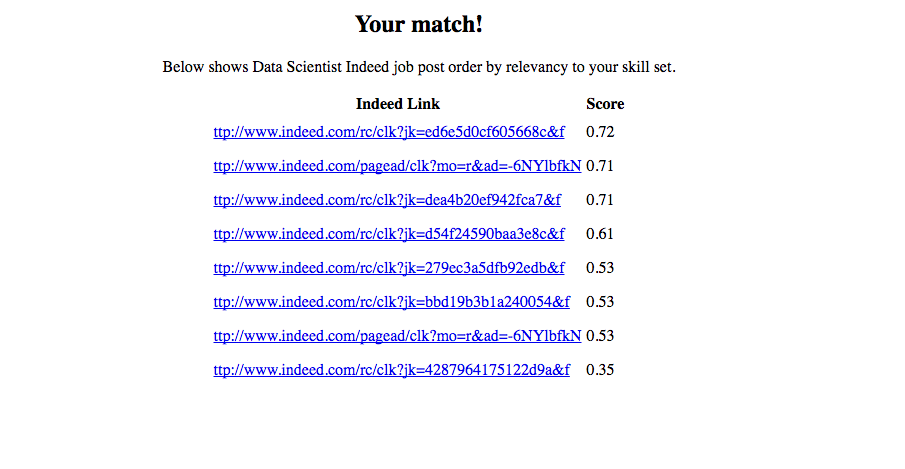 Your match!
Below shows Data Scientist Indeed job post order by relevancy to your skill set.
Indeed Link Score
ttp://www.indeed.com/rc/clk?jk=ed6e5d0cf605668c&f 0.72
ttp://www.indeed.com/pagead/clk?mo=r&ad=-6NYlbfkN 0.71
ttp://www.indeed.com/rc/clk?jk=dea4b20ef942fca7&f 0.71
ttp://www.indeed.com/rc/clk?jk=d54f24590baa3e8c&f 0.61
ttp://www.indeed.com/rc/clk?jk=279ec3a5dfb92edb&f 0.53
ttp://www.indeed.com/rc/clk?jk=bbd19b3b1a240054&f 0.53
ttp://www.indeed.com/pagead/clk?mo=r&ad=-6NYlbfkN 0.53
ttp://www.indeed.com/rc/clk?jk=4287964175122d9a&f 0.35